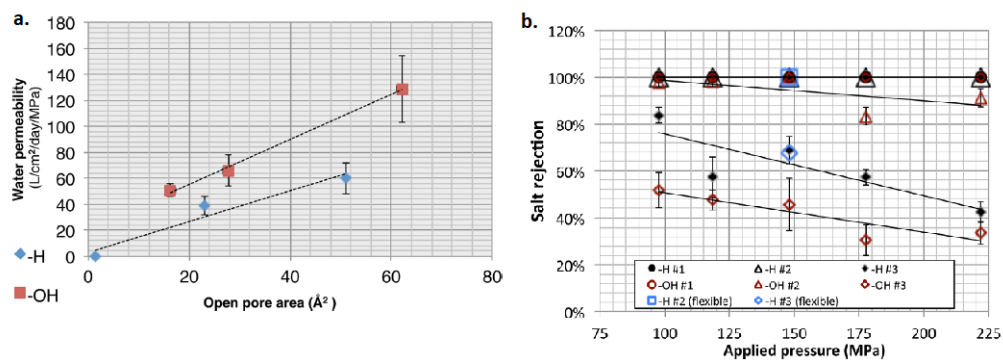 a.
Water permeability
(L/cm²/day/MPa)
180
160
140
120
100
80
60
40
20
0
0
20
40
60
80
Open pore area (Å²)
-H
-OH
b.
Salt rejection
120%
100%
80%
60%
40%
20%
0%
75
100
125
150
175
200
225
Applied pressure (MPa)
-H #1
-H #2
-H #3
-OH #1
-OH #2
-OH #3
-H #2 (flexible)
-H #3 (flexible)